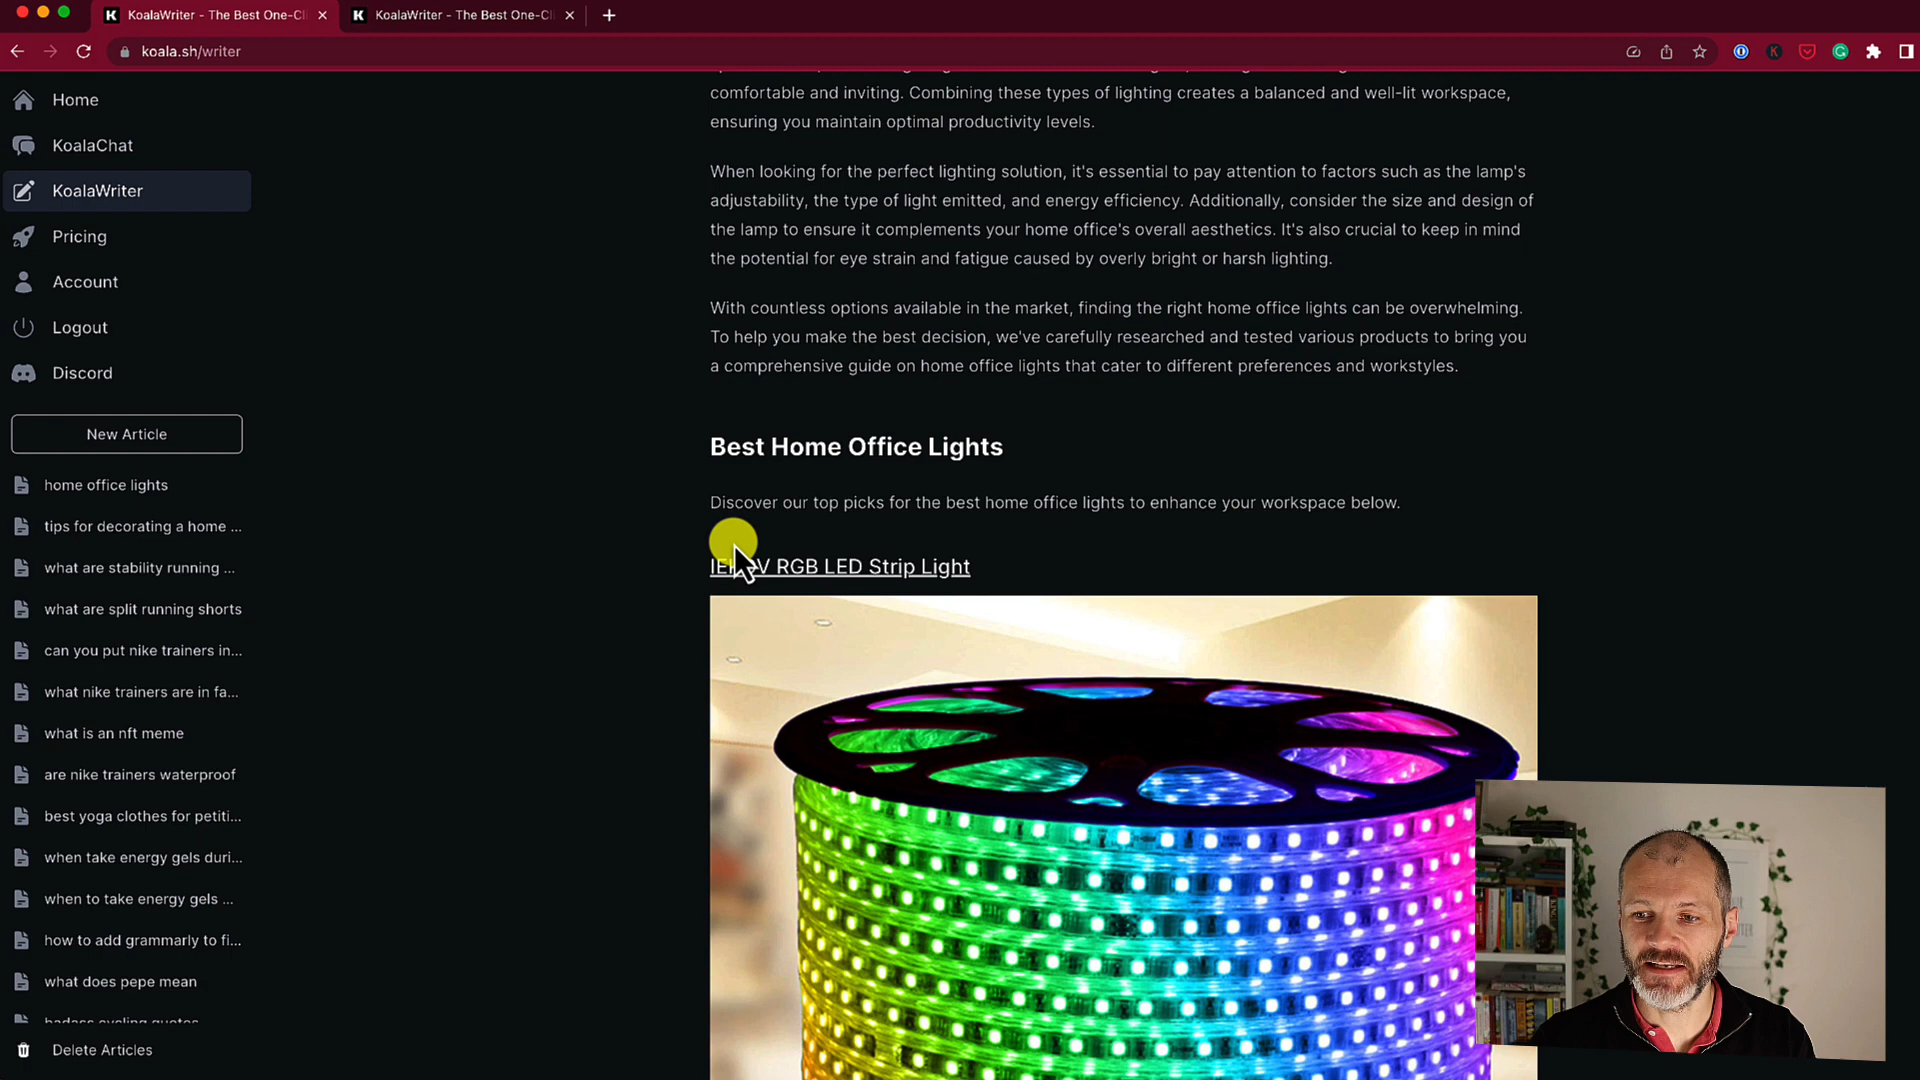 KoalaWriter - The Best One-Cl
KoalaWriter - The Best One-Cl
koala.sh/writer
Home
KoalaChat
KoalaWriter
Pricing
Account
Logout
Discord
New Article
home office lights
tips for decorating a home ...
what are stability running ...
what are split running shorts
can you put nike trainers in...
what nike trainers are in fa...
what is an nft meme
are nike trainers waterproof
best yoga clothes for petiti...
when take energy gels duri...
when to take energy gels ...
how to add grammarly to fi...
what does pepe mean
badass cycling quotes
Delete Articles
comfortable and inviting. Combining these types of lighting creates a balanced and well-lit workspace,
ensuring you maintain optimal productivity levels.
When looking for the perfect lighting solution, it's essential to pay attention to factors such as the lamp's
adjustability, the type of light emitted, and energy efficiency. Additionally, consider the size and design of
the lamp to ensure it complements your home office's overall aesthetics. It's also crucial to keep in mind
the potential for eye strain and fatigue caused by overly bright or harsh lighting.
With countless options available in the market, finding the right home office lights can be overwhelming.
To help you make the best decision, we've carefully researched and tested various products to bring you
a comprehensive guide on home office lights that cater to different preferences and workstyles.
Best Home Office Lights
Discover our top picks for the best home office lights to enhance your workspace below.
RGB LED Strip Light